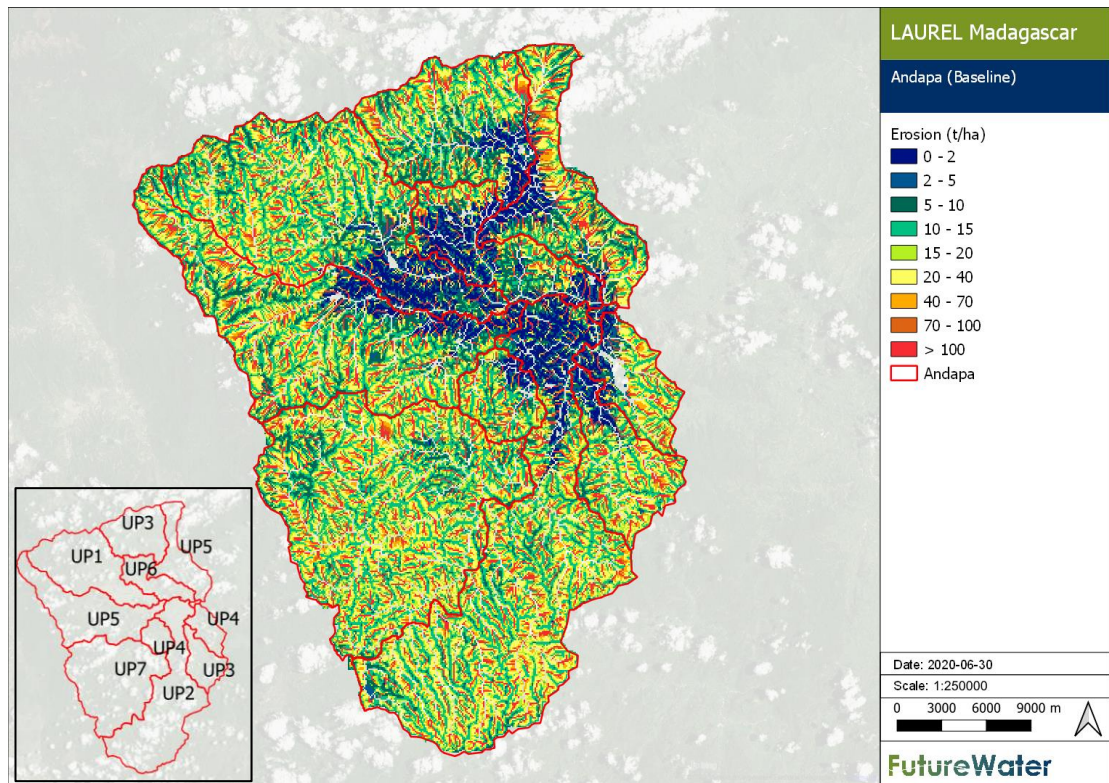 LAUREL Madagascar
Andapa (Baseline)
Erosion (t/ha)
0 - 2
2 - 5
5 - 10
10 - 15
15 - 20
20 - 40
40 - 70
70 - 100
> 100
Andapa
UP3
UP1
UP5
UP6
UP5
UP4
UP4
UP7
UP3
UP2
Date: 2020-06-30
Scale: 1:250000
0 3000 6000 9000 m
FutureWater